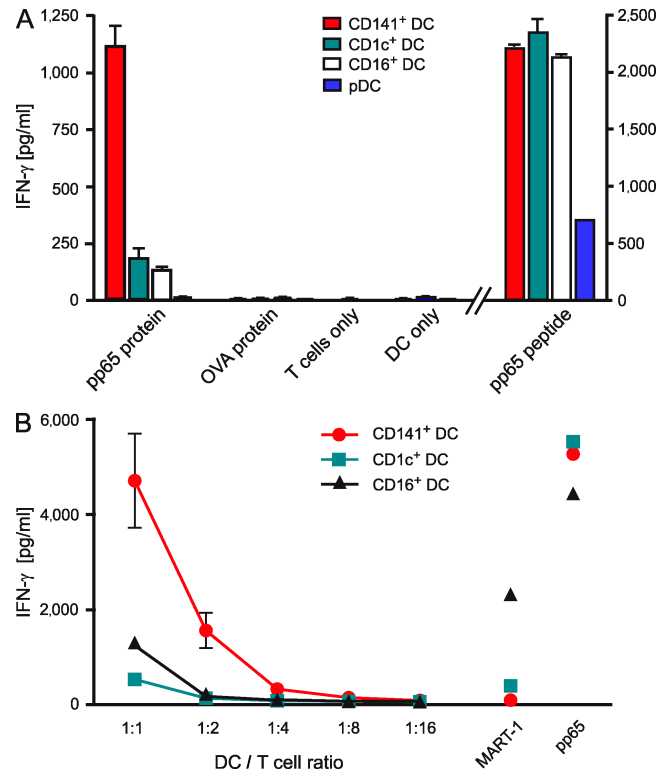 A
CD141+ DC
CD1c+ DC
CD16+ DC
pDC
IFN-γ [pg/ml]
1,250
1,000
750
500
250
0
2,500
2,000
1,500
1,000
500
0
pp65 protein
OVA protein
T cells only
DC only
pp65 peptide
B
CD141+ DC
CD1c+ DC
CD16+ DC
IFN-γ [pg/ml]
6,000
4,000
2,000
0
1:1 1:2 1:4 1:8 1:16
MART-1
pp65
DC / T cell ratio